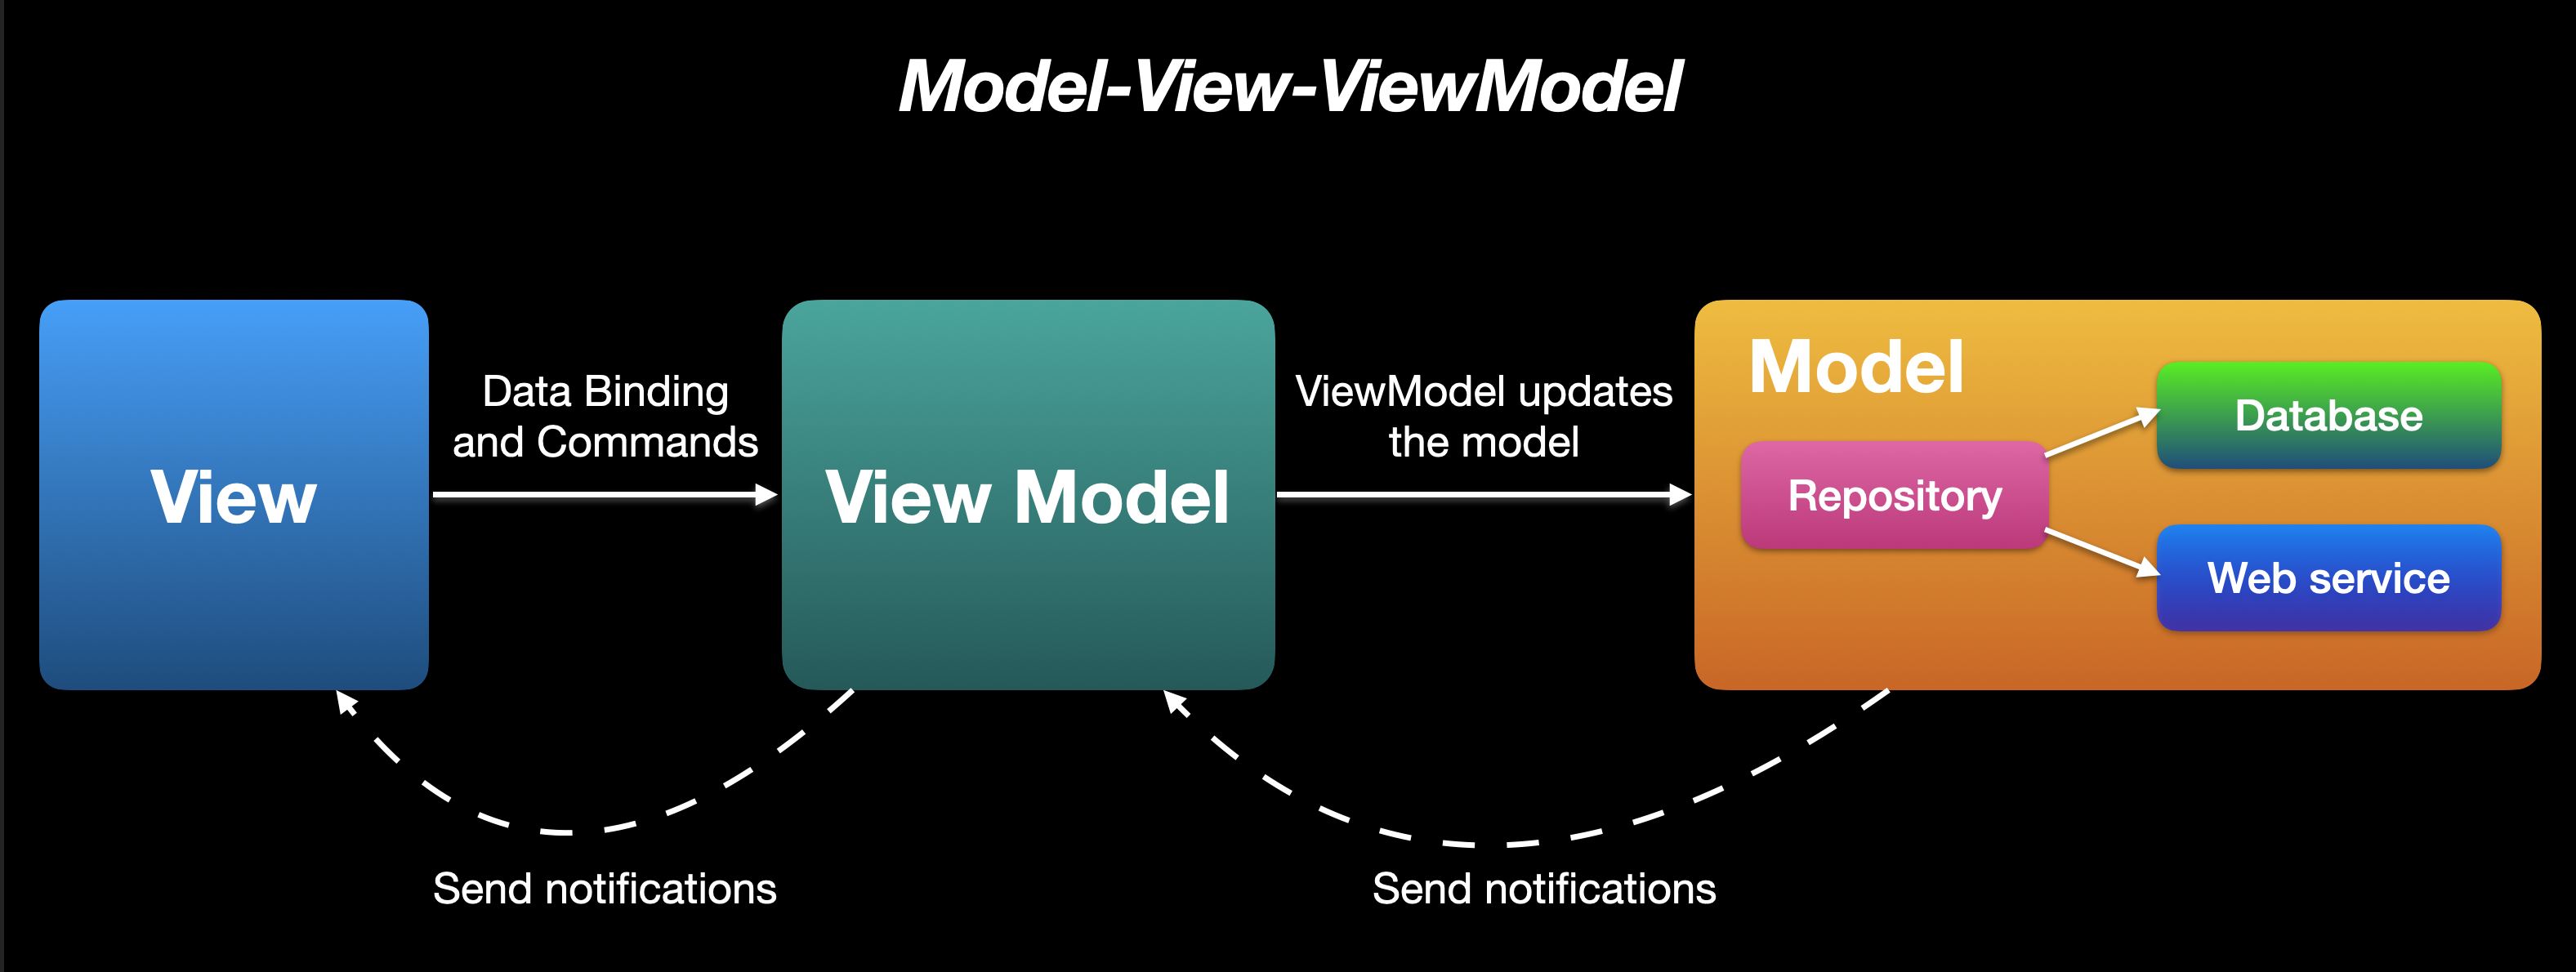 Model-View-ViewModel
View
Data Binding
and Commands
View Model
ViewModel updates
the model
Model
Repository
Database
Web service
Send notifications
Send notifications